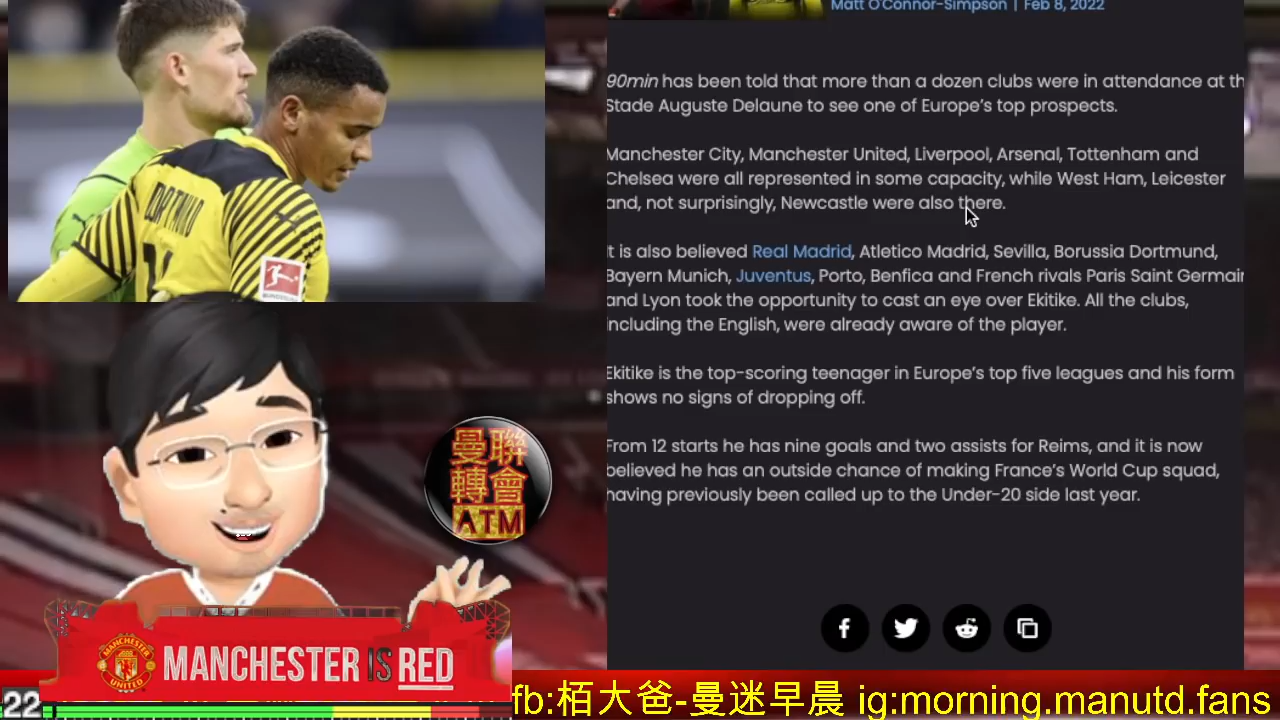 Matt O'Connor-Simpson | Feb 8, 2022
90min has been told that more than a dozen clubs were in attendance at th
Stade Auguste Delaune to see one of Europe's top prospects.
Manchester City, Manchester United, Liverpool, Arsenal, Tottenham and
Chelsea were all represented in some capacity, while West Ham, Leicester
and, not surprisingly, Newcastle were also there.
It is also believed Real Madrid, Atletico Madrid, Sevilla, Borussia Dortmund,
Bayern Munich, Juventus, Porto, Benfica and French rivals Paris Saint Germain
and Lyon took the opportunity to cast an eye over Ekitike. All the clubs,
including the English, were already aware of the player.
Ekitike is the top-scoring teenager in Europe's top five leagues and his form
shows no signs of dropping off.
From 12 starts he has nine goals and two assists for Reims, and it is now
believed he has an outside chance of making France's World Cup squad,
having previously been called up to the Under-20 side last year.
DORTMUND
曼聯
轉會
ATM
MANCHESTER
UNITED
MANCHESTER IS RED
22
fb:栢大爸-曼迷早晨 ig:morning.manutd.fans